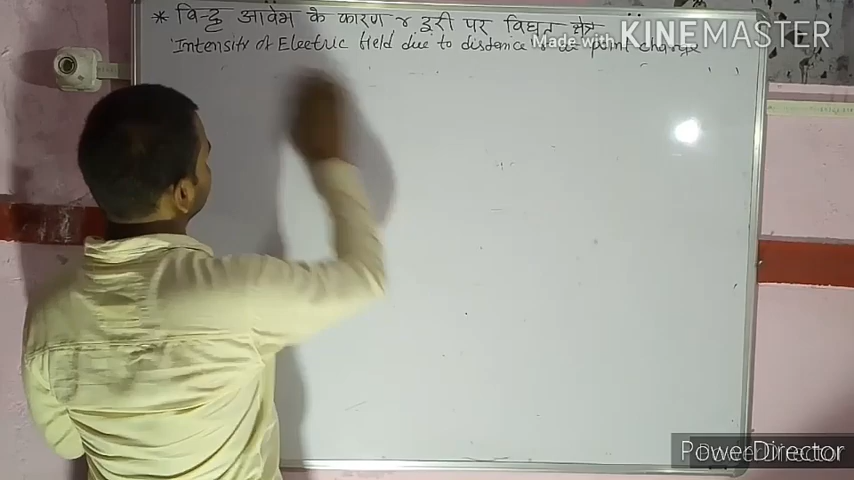 * बिन्दु आवेश के कारण r दूरी पर विद्युत क्षेत्र
Intensity of Electric field due to distance point charge
Made with KINEMASTER
PowerDirector